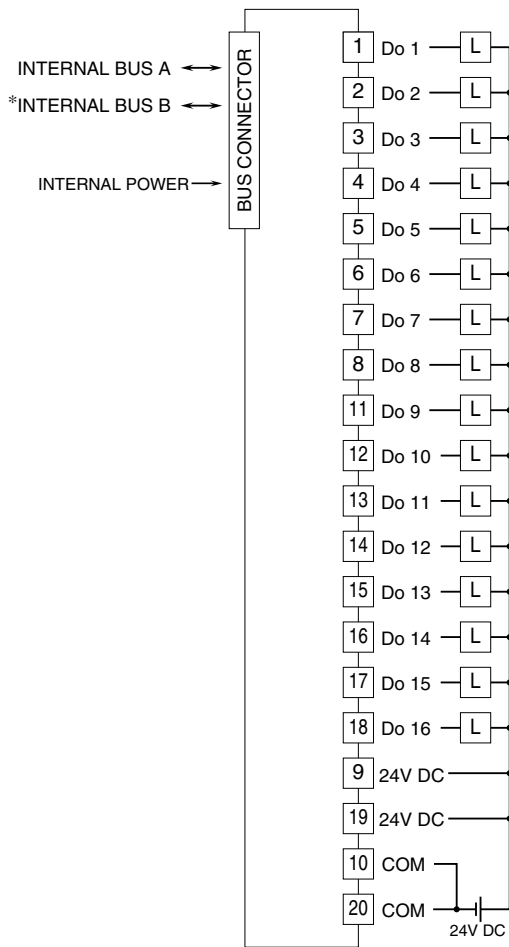 INTERNAL BUS A
*INTERNAL BUS B
INTERNAL POWER
BUS CONNECTOR
1 Do 1 L
2 Do 2 L
3 Do 3 L
4 Do 4 L
5 Do 5 L
6 Do 6 L
7 Do 7 L
8 Do 8 L
11 Do 9 L
12 Do 10 L
13 Do 11 L
14 Do 12 L
15 Do 13 L
16 Do 14 L
17 Do 15 L
18 Do 16 L
9 24V DC
19 24V DC
10 COM
20 COM
24V DC